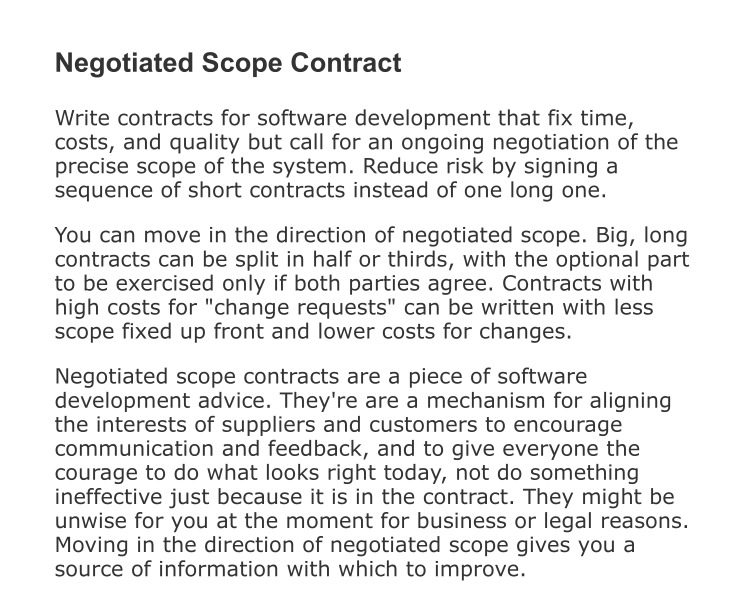 Negotiated Scope Contract
Write contracts for software development that fix time,
costs, and quality but call for an ongoing negotiation of the
precise scope of the system. Reduce risk by signing a
sequence of short contracts instead of one long one.
You can move in the direction of negotiated scope. Big, long
contracts can be split in half or thirds, with the optional part
to be exercised only if both parties agree. Contracts with
high costs for "change requests" can be written with less
scope fixed up front and lower costs for changes.
Negotiated scope contracts are a piece of software
development advice. They're are a mechanism for aligning
the interests of suppliers and customers to encourage
communication and feedback, and to give everyone the
courage to do what looks right today, not do something
ineffective just because it is in the contract. They might be
unwise for you at the moment for business or legal reasons.
Moving in the direction of negotiated scope gives you a
source of information with which to improve.